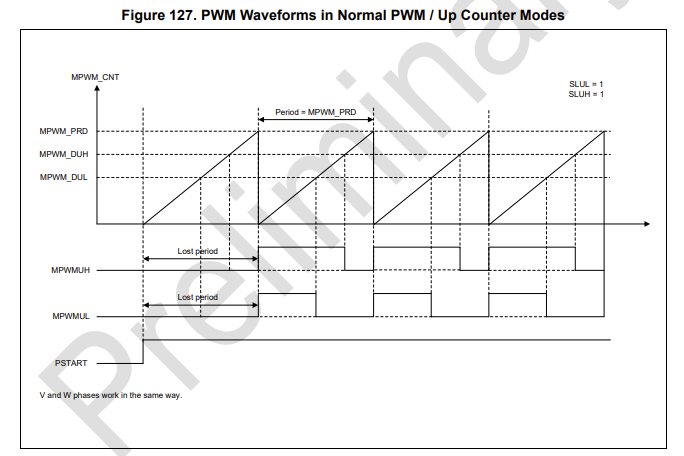 Figure 127. PWM Waveforms in Normal PWM / Up Counter Modes
MPWM_CNT
SLUL = 1
SLUH = 1
Period = MPWM_PRD
MPWM_PRD
MPWM_DUH
MPWM_DUL
Lost period
MPWMUH
Lost period
MPWMUL
PSTART
V and W phases work in the same way.
Preliminary